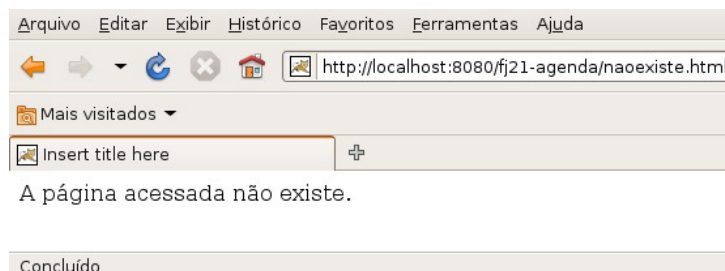 Arquivo Editar Exibir Histórico Favoritos Ferramentas Ajuda
http://localhost:8080/fj21-agenda/naoexiste.html
Mais visitados
Insert title here
A página acessada não existe.
Concluído